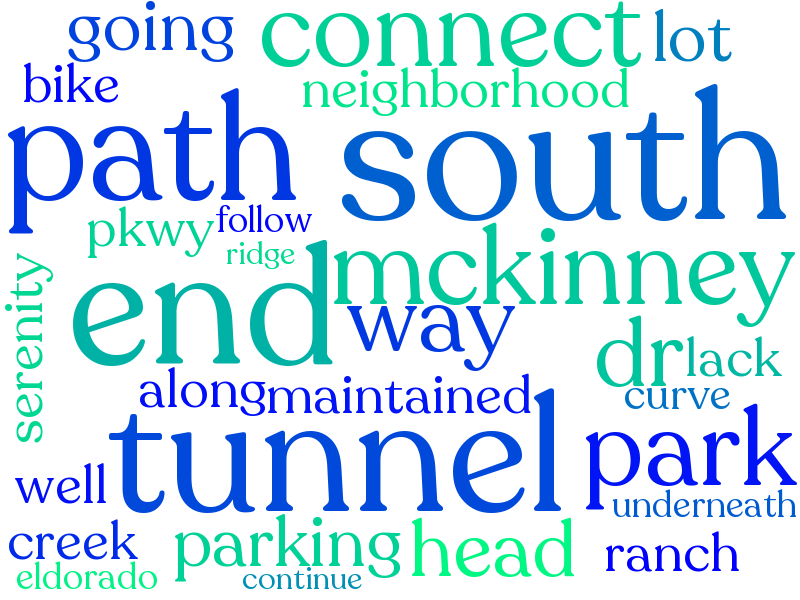 going connect lot
bike neighborhood
path south
pkwy follow
ridge
serenity end mckinney
way dr lack
along maintained curve
tunnel park
well underneath
creek parking head ranch
eldorado continue